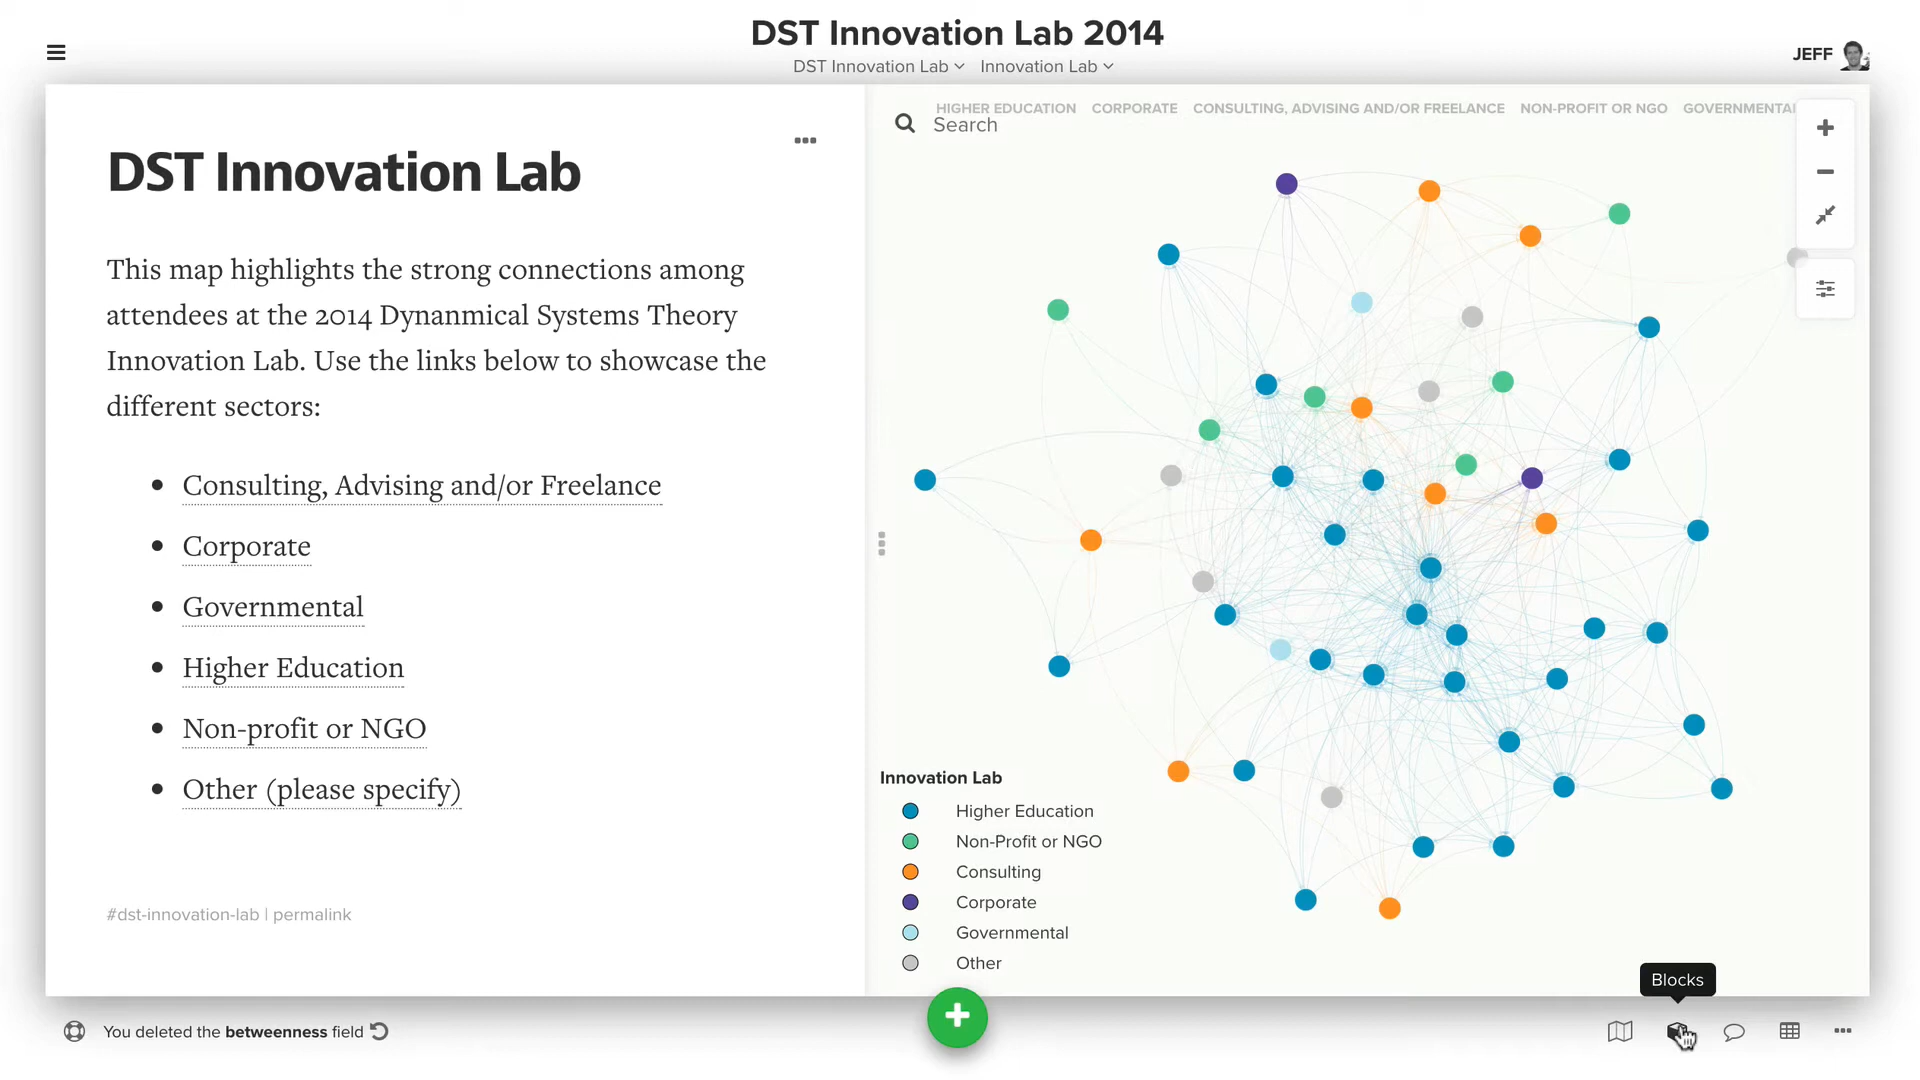 DST Innovation Lab 2014
DST Innovation Lab Innovation Lab
JEFF
DST Innovation Lab
This map highlights the strong connections among
attendees at the 2014 Dynanmical Systems Theory
Innovation Lab. Use the links below to showcase the
different sectors:
Consulting, Advising and/or Freelance
Corporate
Governmental
Higher Education
Non-profit or NGO
Other (please specify)
#dst-innovation-lab | permalink
HIGHER EDUCATION CORPORATE CONSULTING, ADVISING AND/OR FREELANCE NON-PROFIT OR NGO GOVERNMENTAL
Search
Innovation Lab
Higher Education
Non-Profit or NGO
Consulting
Corporate
Governmental
Other
Blocks
You deleted the betweenness field